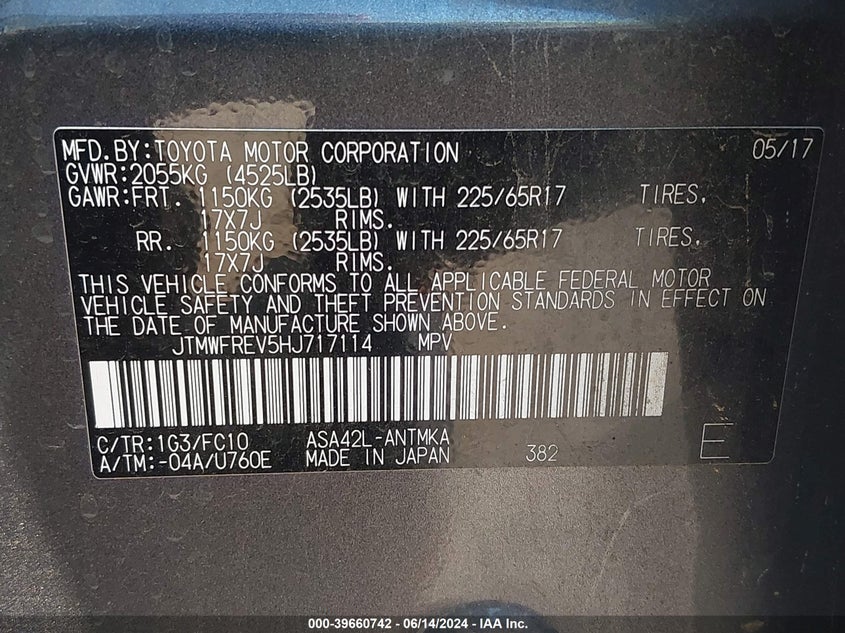 MFD.BY:TOYOTA MOTOR CORPORATION 05/17
GVWR:2055KG (4525LB)
GAWR:FRT. 1150KG (2535LB) WITH 225/65R17 TIRES,
17X7J RIMS.
RR. 1150KG (2535LB) WITH 225/65R17 TIRES,
17X7J RIMS.
THIS VEHICLE CONFORMS TO ALL APPLICABLE FEDERAL MOTOR
VEHICLE SAFETY AND THEFT PREVENTION STANDARDS IN EFFECT ON
THE DATE OF MANUFACTURE SHOWN ABOVE.
JTMWFREV5HJ717114 MPV
C/TR:1G3/FC10 ASA42L-ANTMKA
A/TM:-04A/U760E MADE IN JAPAN 382 E
000-39660742 - 06/14/2024 - IAA Inc.